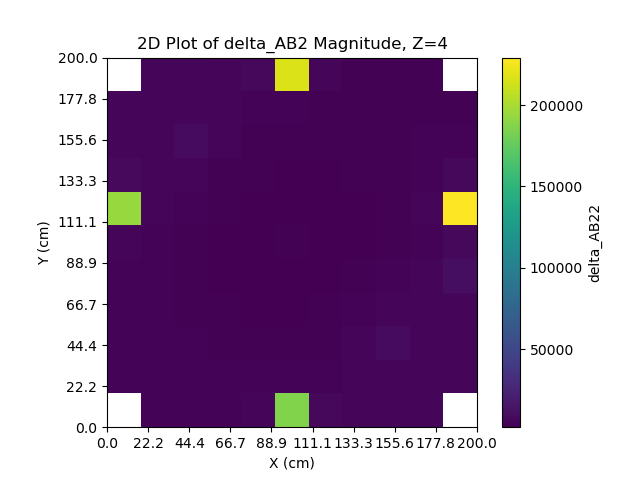 2D Plot of delta_AB2 Magnitude, Z=4
200.0
177.8
155.6
133.3
111.1
88.9
66.7
44.4
22.2
0.0
Y (cm)
0.0 22.2 44.4 66.7 88.9 111.1 133.3 155.6 177.8 200.0
X (cm)
200000
150000
100000
50000
delta_AB22